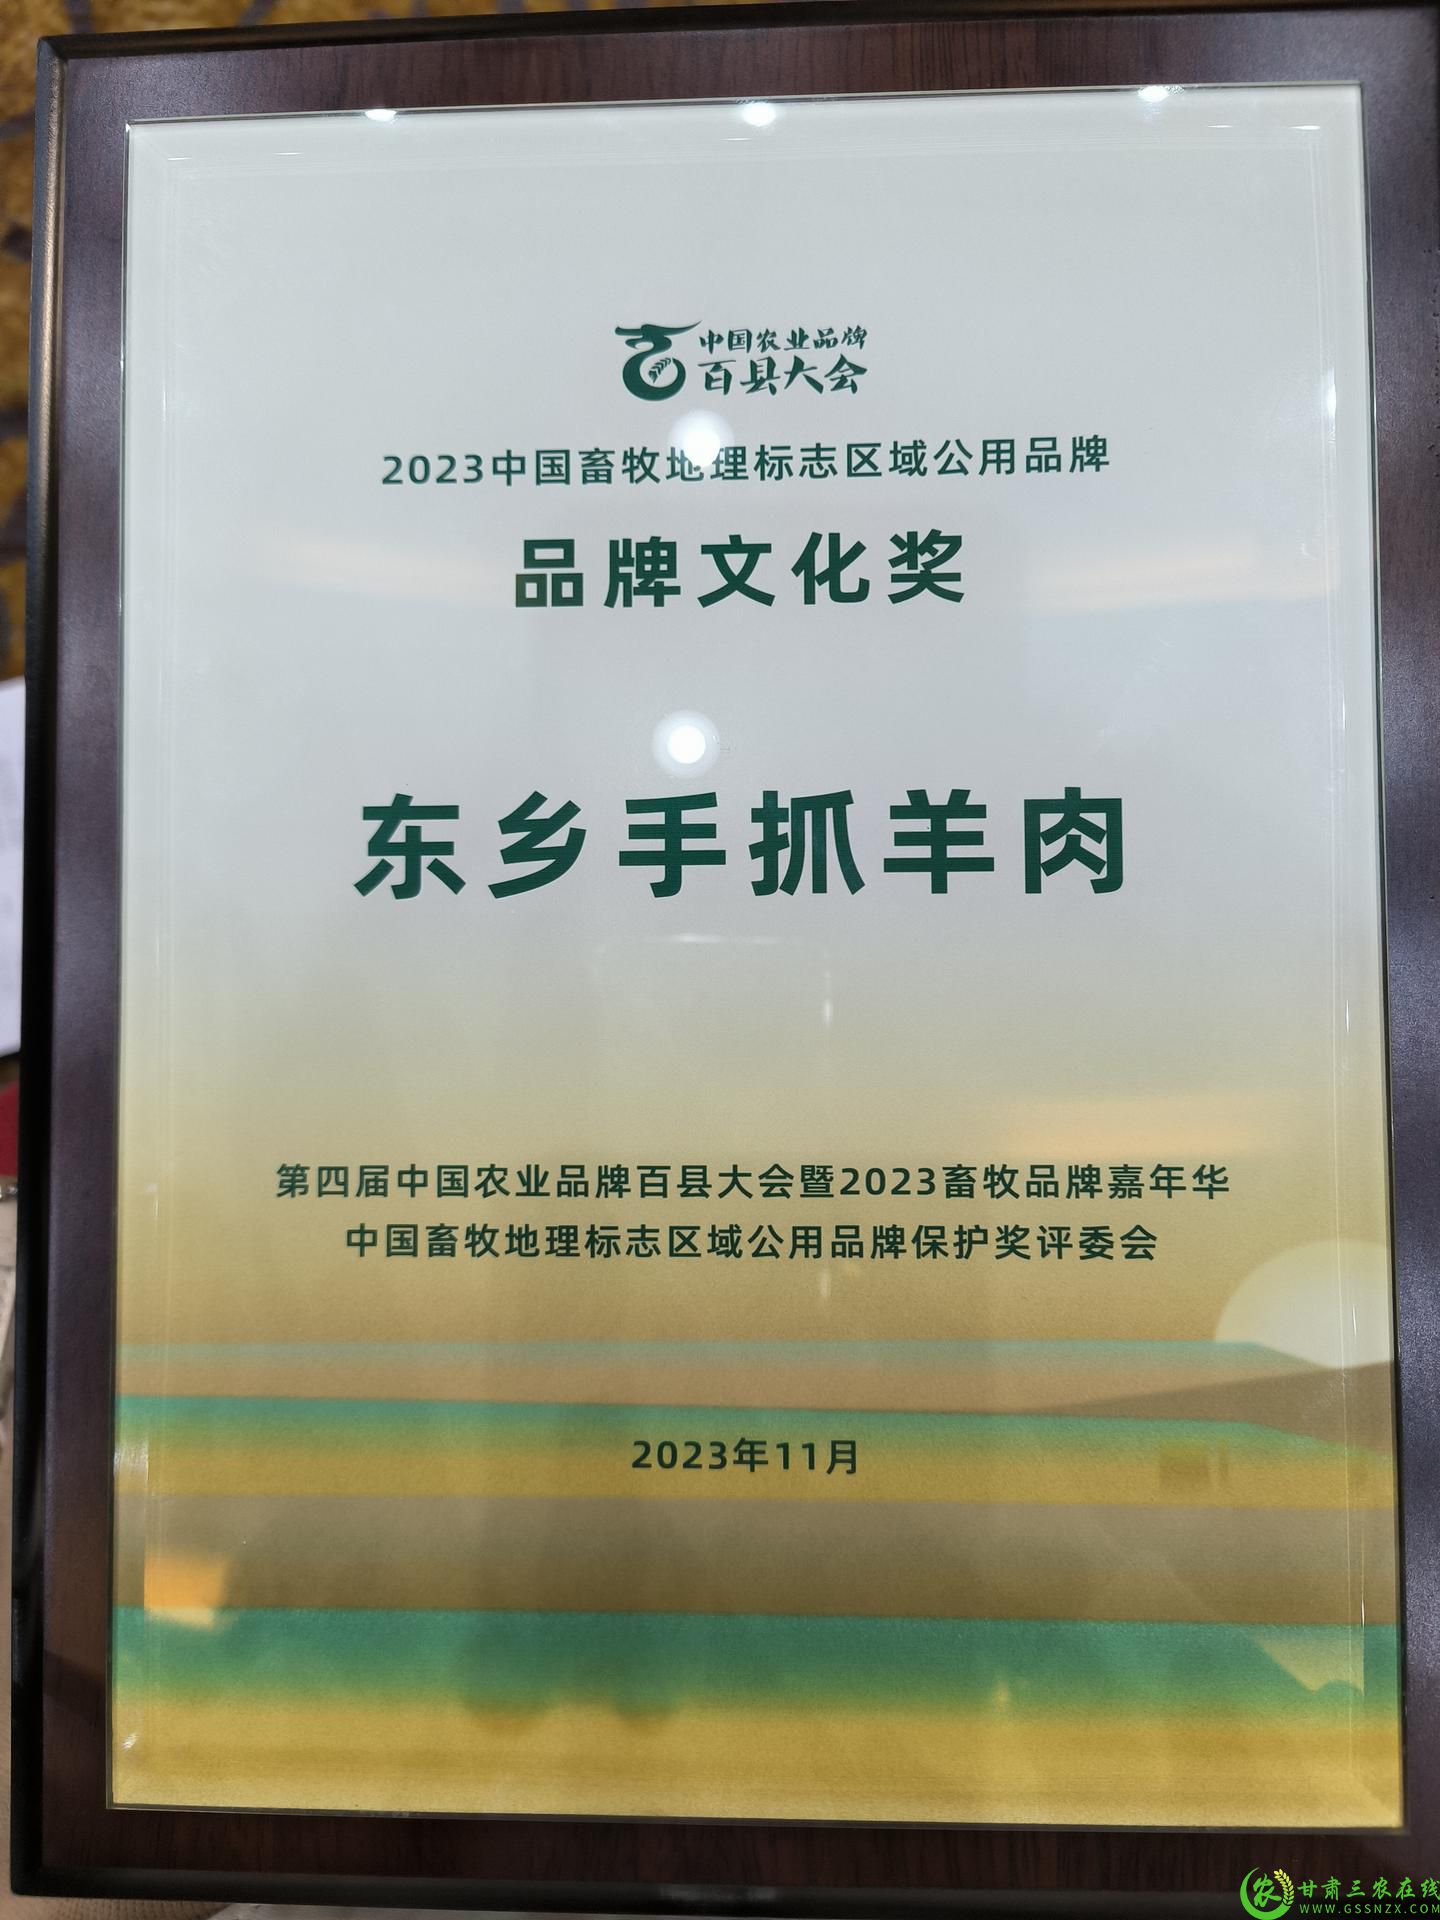 中国农业品牌
百县大会
2023中国畜牧地理标志区域公用品牌
品牌文化奖
东乡手抓羊肉
第四届中国农业品牌百县大会暨2023畜牧品牌嘉年华
中国畜牧地理标志区域公用品牌保护奖评委会
2023年11月
农 甘肃三农在线
WWW.GSSNZX.COM